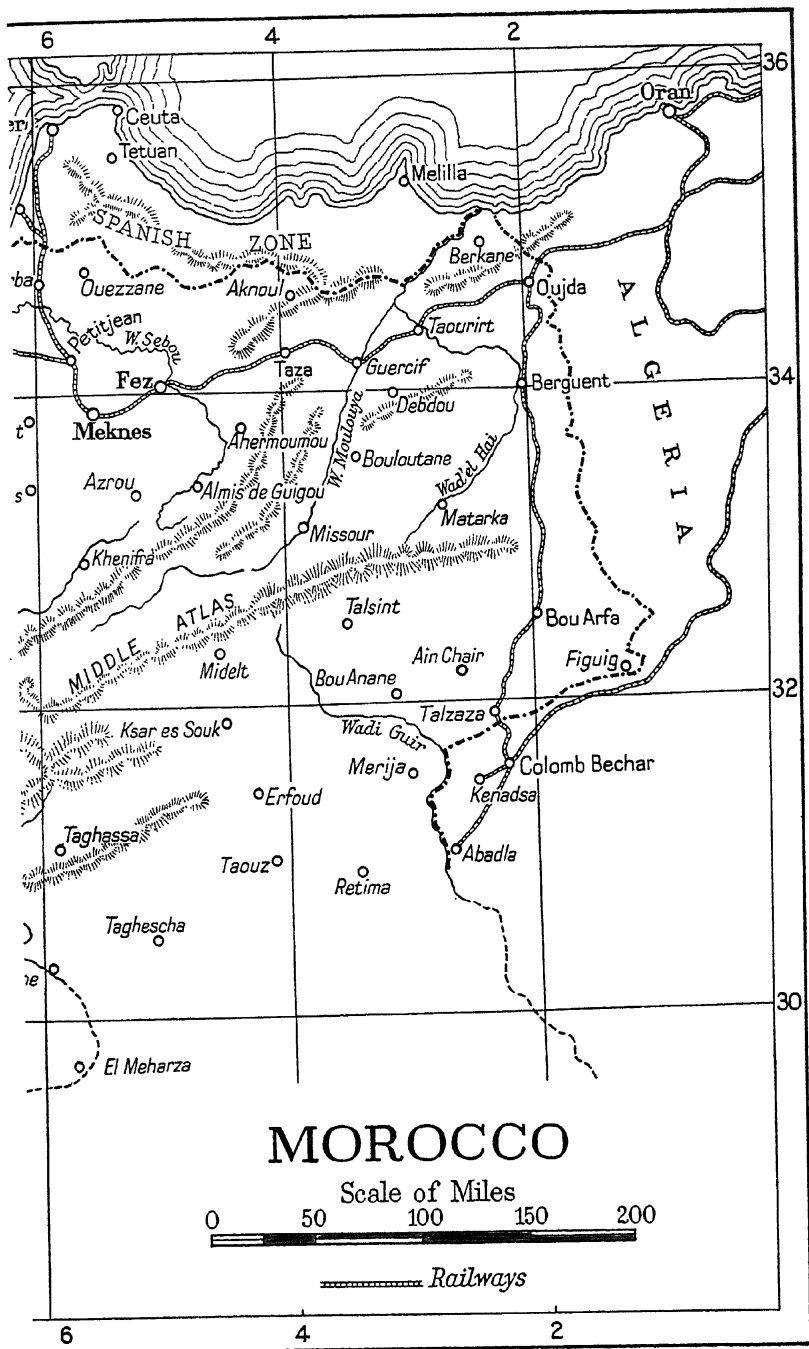 6 4 2
36
Oran
er
Ceuta
Tetuan
Melilla
SPANISH ZONE
Berkane
ba
Ouezzane
Aknoul
Oujda
ALGERIA
Petitjean
W. Sebou
Taourirt
Fez
Taza
Guercif
34
Berguent
Meknes
Debdou
t
Ahermoumou
W. Moulouya
Bouloutane
Wad'el Hai
Azrou
s
Almis de Guigou
Matarka
Missour
Khenifra
MIDDLE ATLAS
Talsint
Bou Arfa
Midelt
Ain Chair
Figuig
Bou Anane
32
Talzaza
Ksar es Souk
Wadi Guir
Merija
Colomb Bechar
Kenadsa
Erfoud
Taghassa
Abadla
Taouz
Retima
Taghescha
ne
30
El Meharza
MOROCCO
Scale of Miles
0 50 100 150 200
Railways
6 4 2